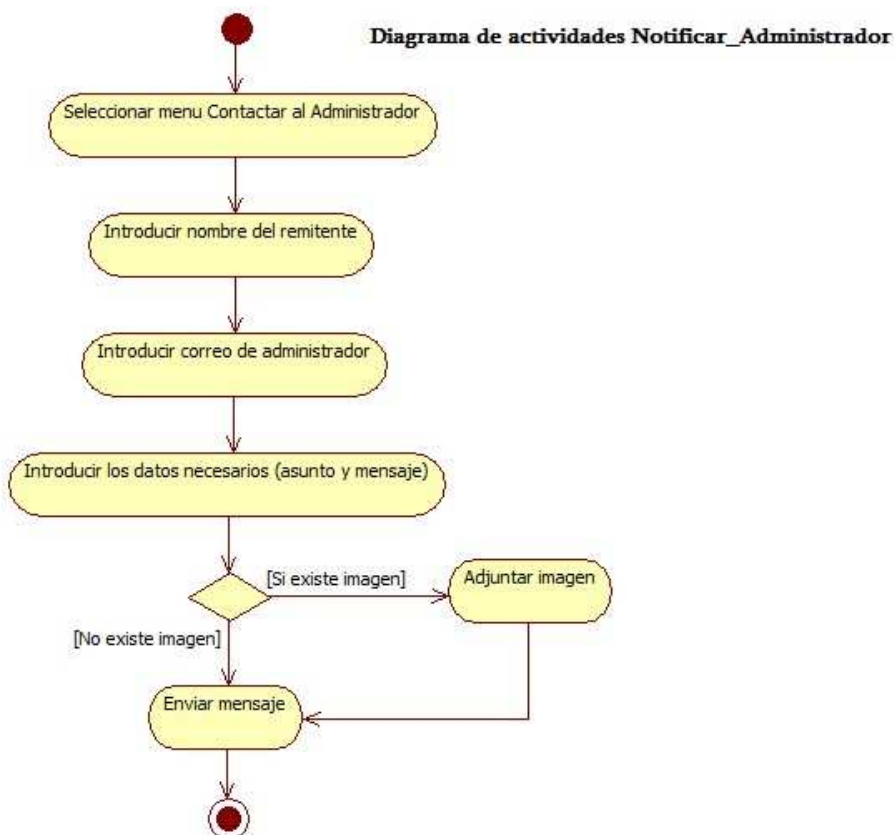 Diagrama de actividades Notificar_Administrador
Seleccionar menu Contactar al Administrador
Introducir nombre del remitente
Introducir correo de administrador
Introducir los datos necesarios (asunto y mensaje)
[Si existe imagen]
Adjuntar imagen
[No existe imagen]
Enviar mensaje